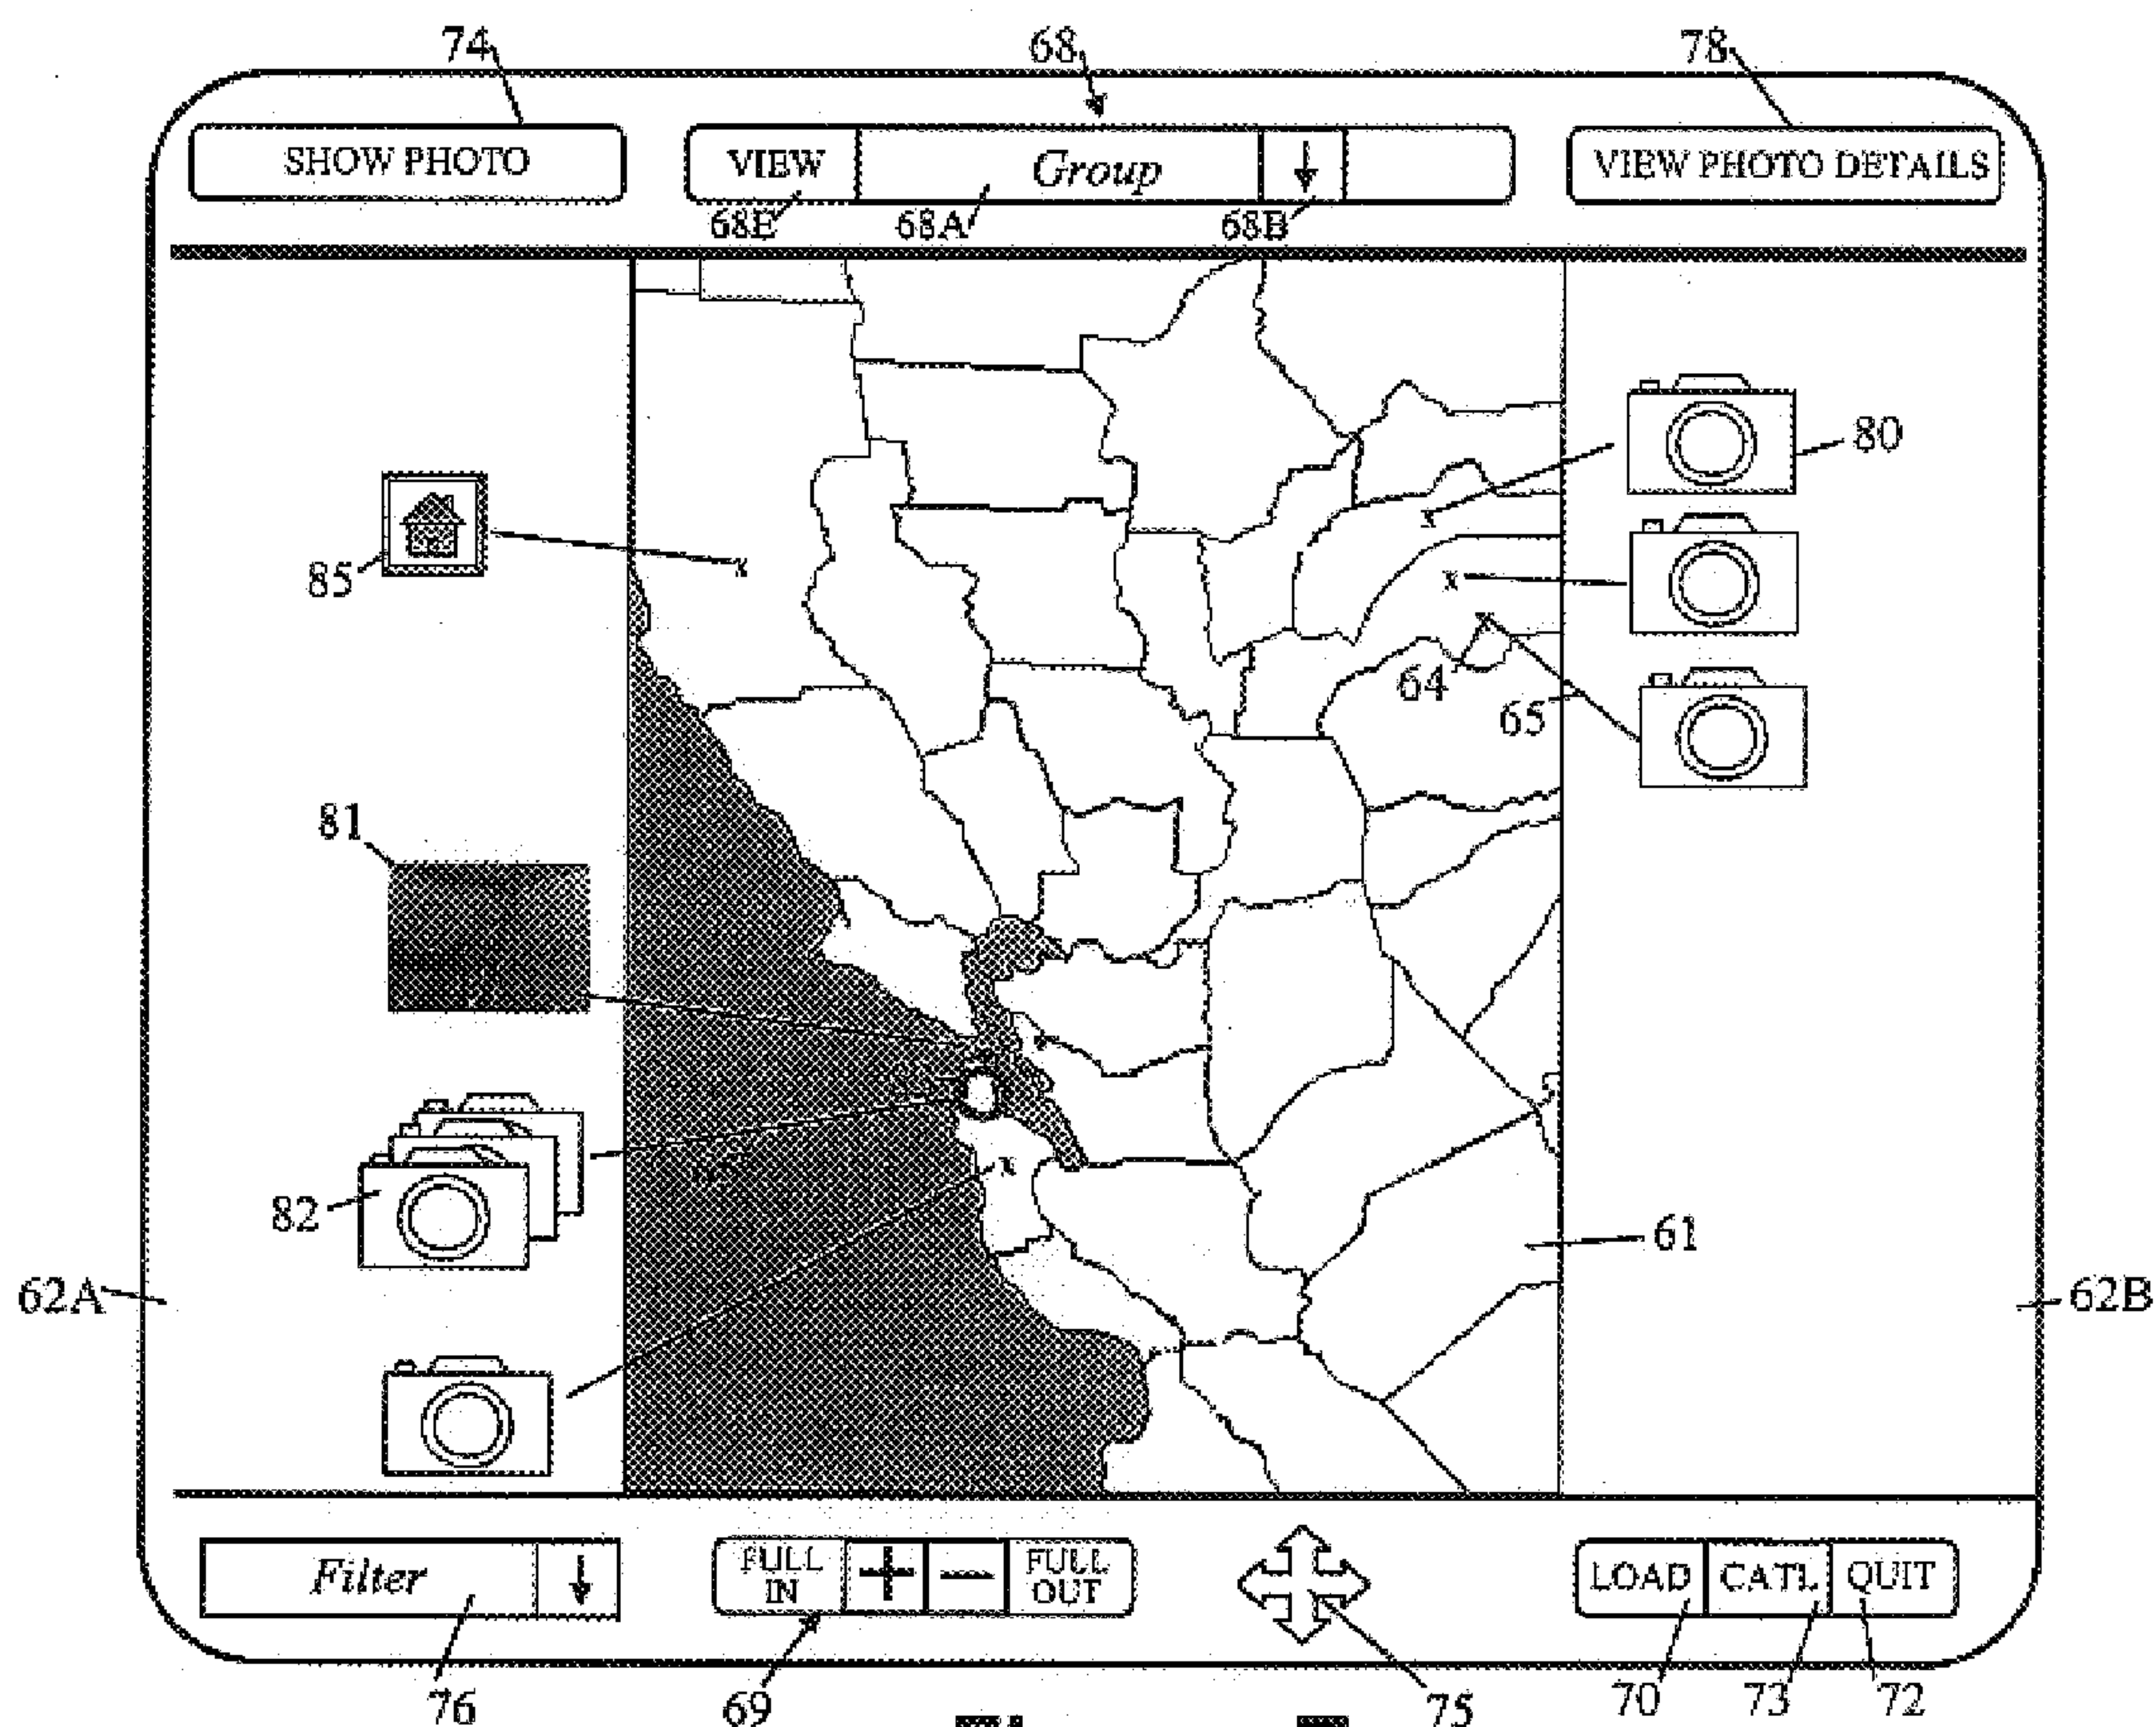 74 68 78
SHOW PHOTO VIEW Group ↓ VIEW PHOTO DETAILS
68E 68A 68B
80
x
85 x
x
x
64
65
81
x
82
61
62A 62B
Filter ↓ FULL IN + — FULL OUT LOAD CATL QUIT
76 69 75 70 73 72